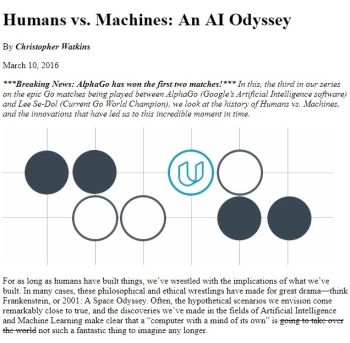 Humans vs. Machines: An AI Odyssey
By Christopher Watkins
March 10, 2016
***Breaking News: AlphaGo has won the first two matches!*** In this, the third in our series
on the epic Go matches being played between AlphaGo (Google's Artificial Intelligence software)
and Lee Se-Dol (Current Go World Champion), we look at the history of Humans vs. Machines,
and the innovations that have led us to this incredible moment in time.
U
For as long as humans have built things, we've wrestled with the implications of what we've
built. In many cases, these philosophical and ethical wrestlings have made for great drama—think
Frankenstein, or 2001: A Space Odyssey. Often, the hypothetical scenarios we envision come
remarkably close to true, and the discoveries we've made in the fields of Artificial Intelligence
and Machine Learning make clear that a "computer with a mind of its own" is going to take over
the world not such a fantastic thing to imagine any longer.